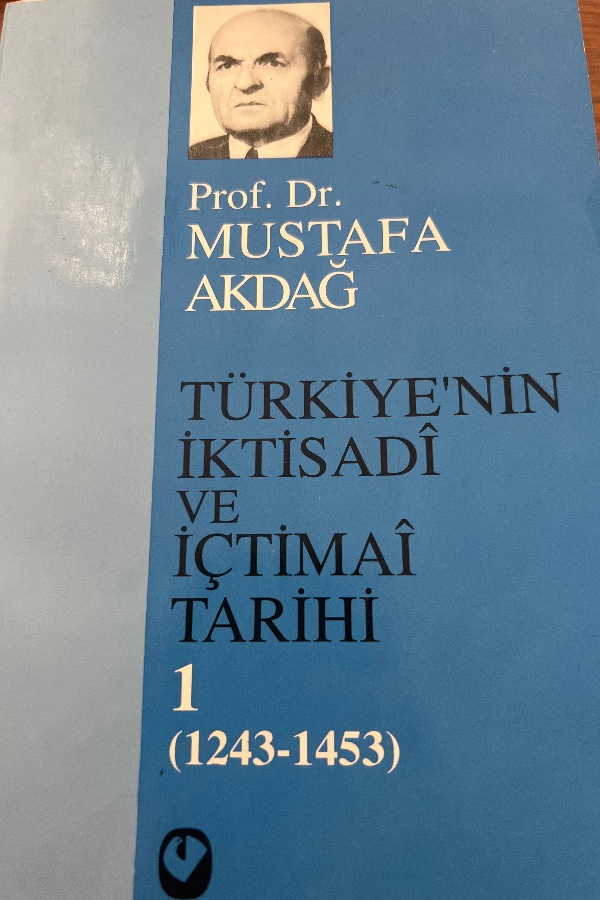 Prof. Dr.
MUSTAFA
AKDAĞ
TÜRKİYE'NİN
İKTİSADÎ
VE
İÇTİMAÎ
TARİHİ
1
(1243-1453)